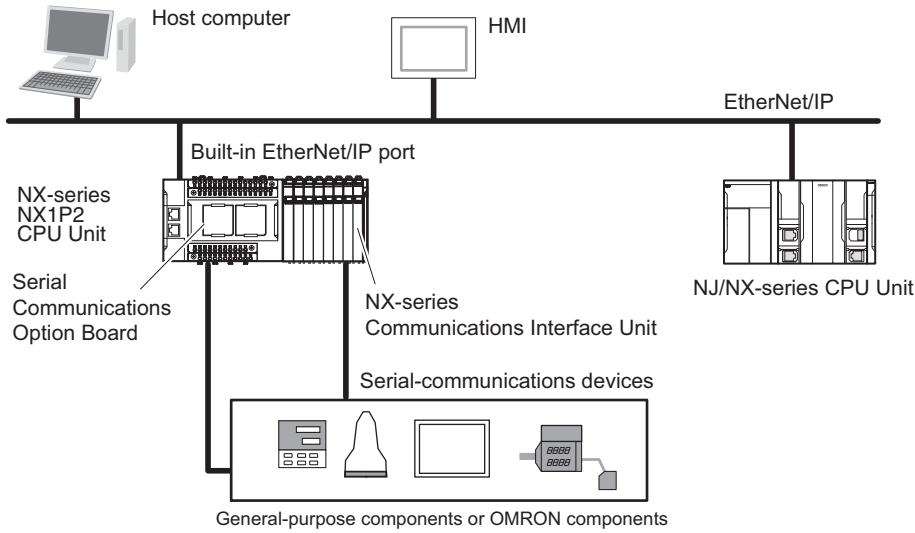 Host computer
HMI
EtherNet/IP
Built-in EtherNet/IP port
NX-series
NX1P2
CPU Unit
Serial
Communications
Option Board
NX-series
Communications Interface Unit
NJ/NX-series CPU Unit
Serial-communications devices
8888
8888
General-purpose components or OMRON components